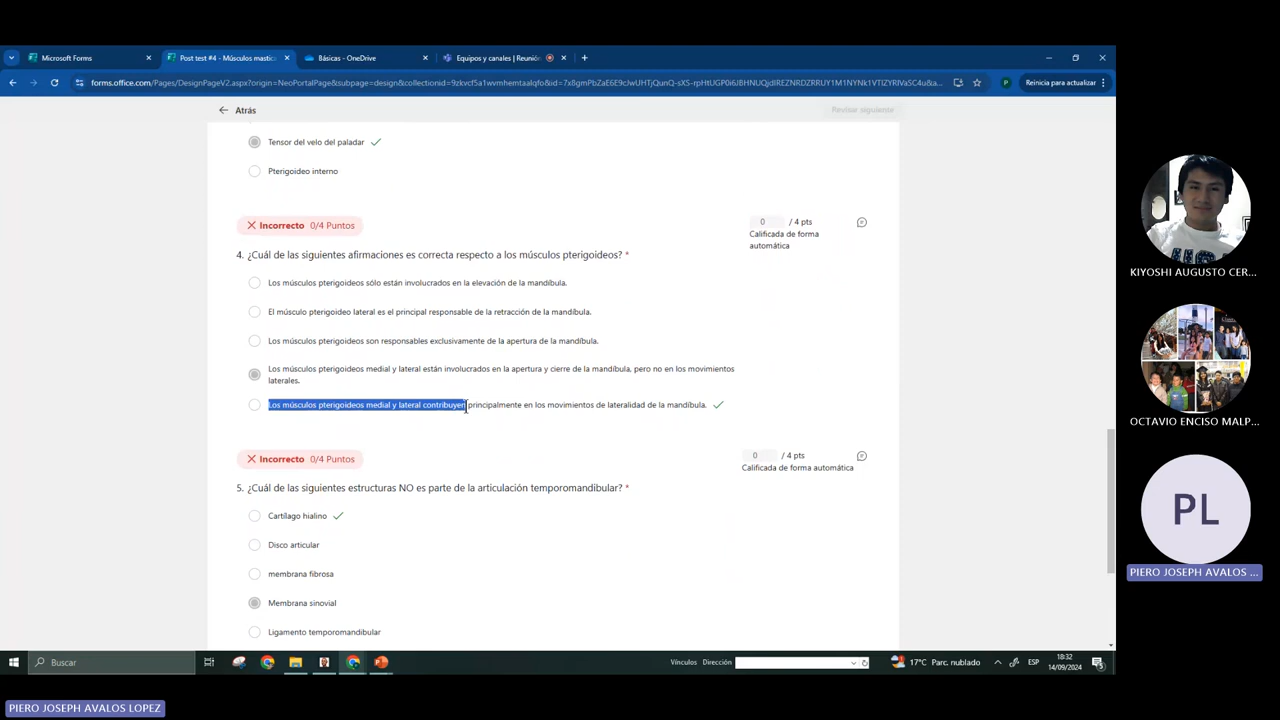 Microsoft Forms
Post test #4 - Músculos mastic
Básicas - OneDrive
Equipos y canales | Reunión
Reinicia para actualizar
Atrás
Revisar siguiente
Tensor del velo del paladar
Pterigoideo interno
Incorrecto 0/4 Puntos
0 / 4 pts
Calificada de forma
automática
4. ¿Cuál de las siguientes afirmaciones es correcta respecto a los músculos pterigoideos? *
Los músculos pterigoideos sólo están involucrados en la elevación de la mandíbula.
El músculo pterigoideo lateral es el principal responsable de la retracción de la mandíbula.
Los músculos pterigoideos son responsables exclusivamente de la apertura de la mandíbula.
Los músculos pterigoideos medial y lateral están involucrados en la apertura y cierre de la mandíbula, pero no en los movimientos
laterales.
Los músculos pterigoideos medial y lateral contribuyen principalmente en los movimientos de lateralidad de la mandíbula.
Incorrecto 0/4 Puntos
0 / 4 pts
Calificada de forma automática
5. ¿Cuál de las siguientes estructuras NO es parte de la articulación temporomandibular? *
Cartílago hialino
Disco articular
membrana fibrosa
Membrana sinovial
Ligamento temporomandibular
Buscar
Vínculos Dirección
17°C Parc. nublado
ESP
18:32
14/09/2024
KIYOSHI AUGUSTO CER...
OCTAVIO ENCISO MALP...
PL
PIERO JOSEPH AVALOS ...
PIERO JOSEPH AVALOS LOPEZ